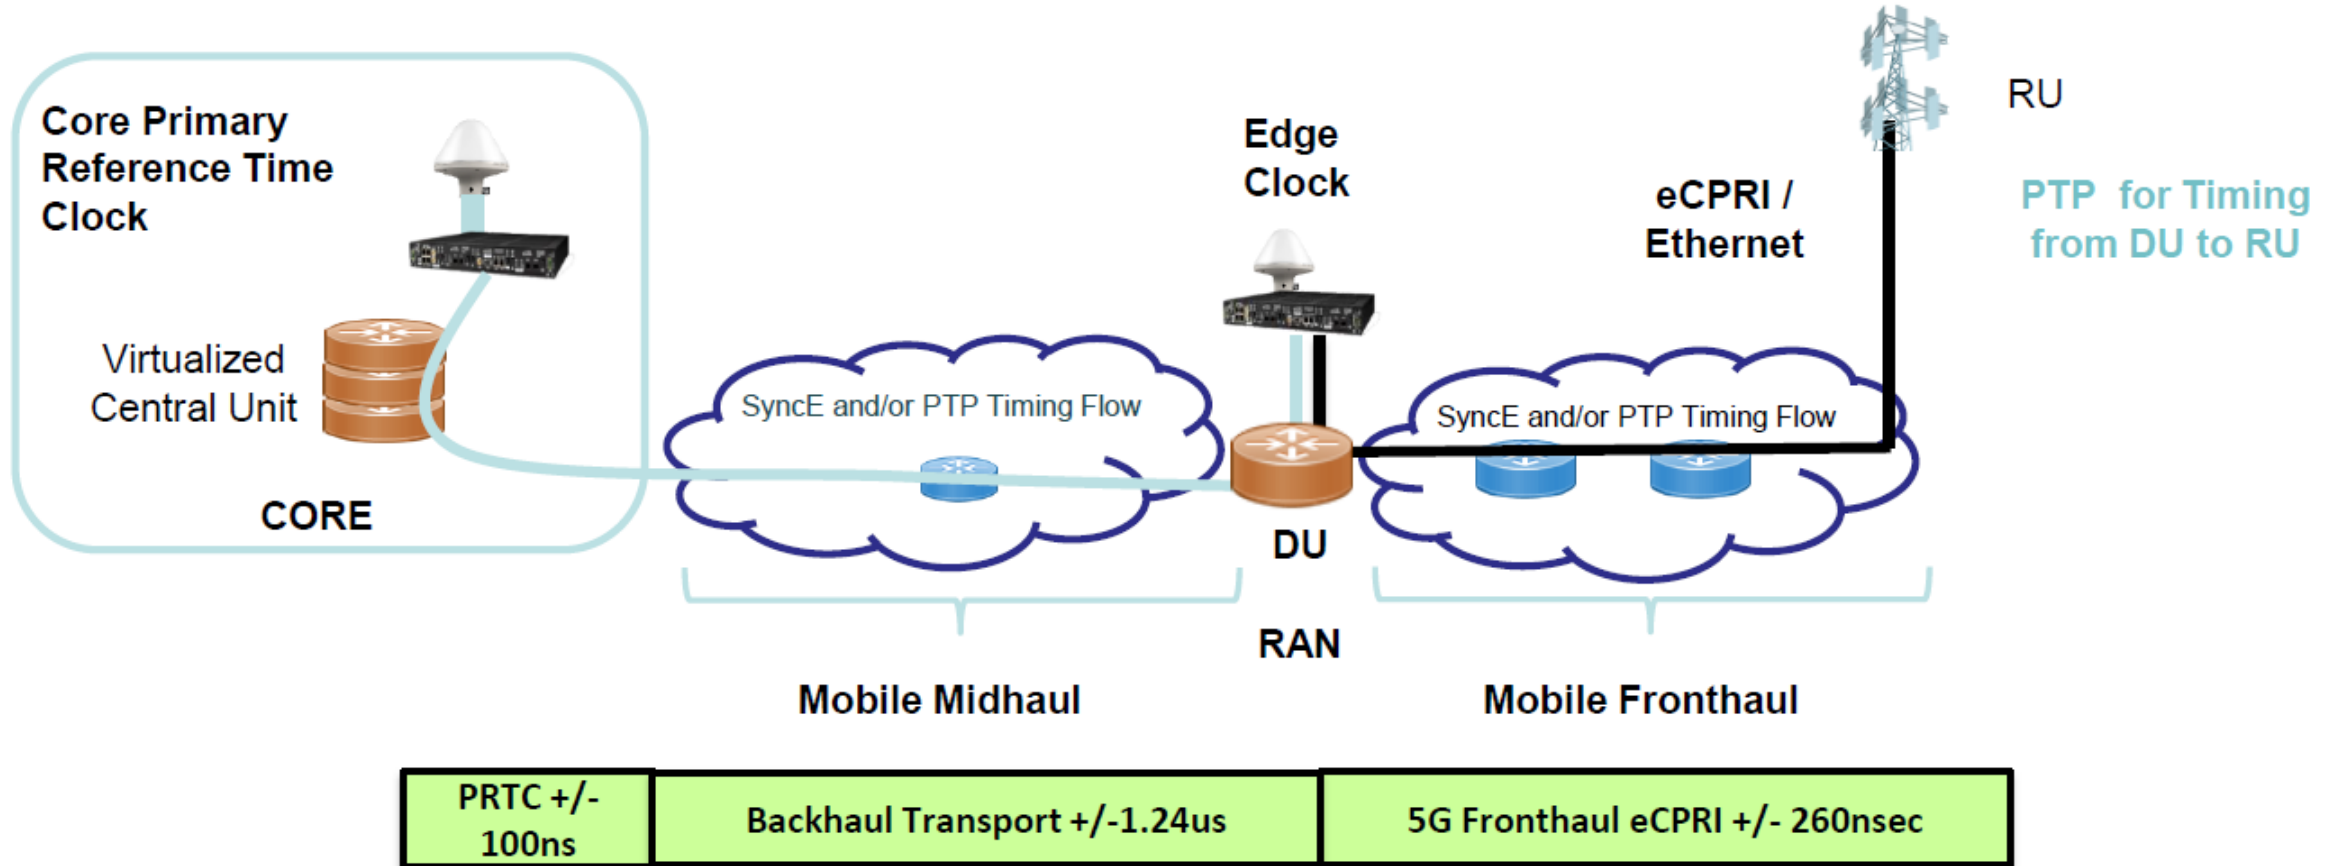 Core Primary
Reference Time
Clock
Virtualized
Central Unit
CORE
SyncE and/or PTP Timing Flow
Edge
Clock
DU
RAN
eCPRI /
Ethernet
RU
PTP  for Timing
from DU to RU
SyncE and/or PTP Timing Flow
Mobile Midhaul
Mobile Fronthaul
PRTC +/-
100ns
Backhaul Transport +/-1.24us
5G Fronthaul eCPRI +/- 260nsec